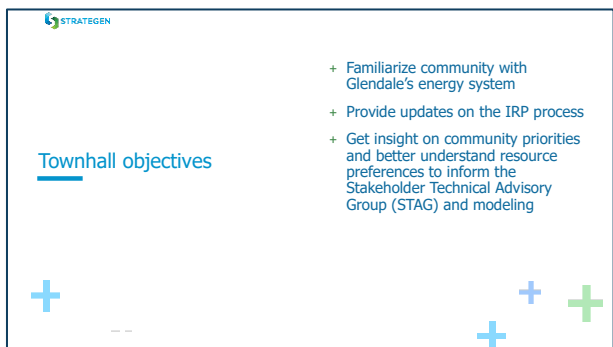 STRATEGEN
Townhall objectives
+ Familiarize community with
Glendale's energy system
+ Provide updates on the IRP process
+ Get insight on community priorities
and better understand resource
preferences to inform the
Stakeholder Technical Advisory
Group (STAG) and modeling